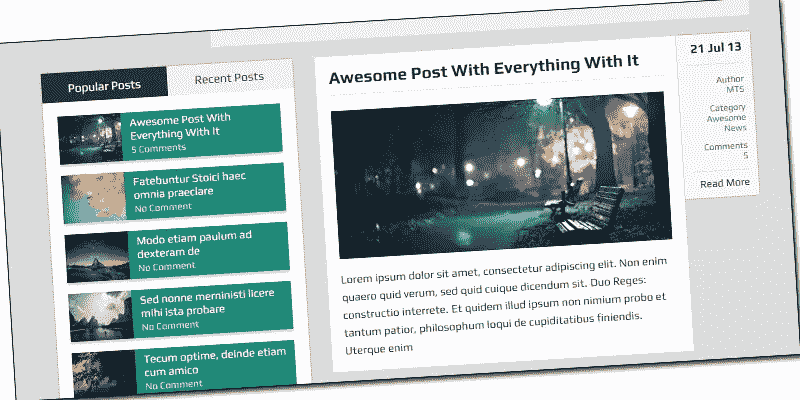 Popular Posts
Recent Posts
Awesome Post With
Everything With It
5 Comments
Fatebuntur Stoici haec
omnia praeclare
No Comment
Modo etiam paulum ad
dexteram de
No Comment
Sed nonne meministi licere
mihi ista probare
No Comment
Tecum optime, deinde etiam
cum amico
No Comment
Awesome Post With Everything With It
Lorem ipsum dolor sit amet, consectetur adipiscing elit. Non enim
quaero quid verum, sed quid cuique dicendum sit. Duo Reges:
constructio interrete. Et quidem illud ipsum non nimium probo et
tantum patior, philosophum loqui de cupiditatibus finiendis.
Uterque enim
21 Jul 13
Author
MTS
Category
Awesome
News
Comments
5
Read More